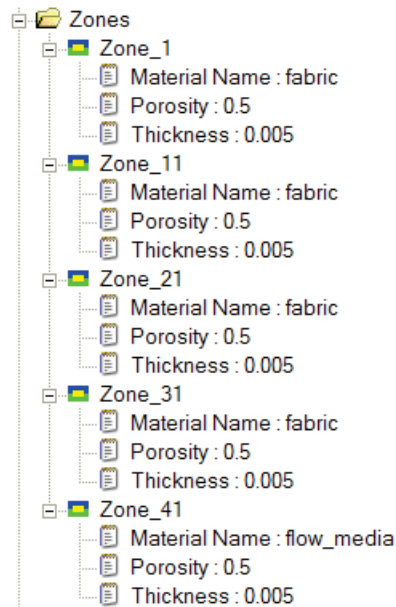 Zones
Zone_1
Material Name : fabric
Porosity : 0.5
Thickness : 0.005
Zone_11
Material Name : fabric
Porosity : 0.5
Thickness : 0.005
Zone_21
Material Name : fabric
Porosity : 0.5
Thickness : 0.005
Zone_31
Material Name : fabric
Porosity : 0.5
Thickness : 0.005
Zone_41
Material Name : flow_media
Porosity : 0.5
Thickness : 0.005